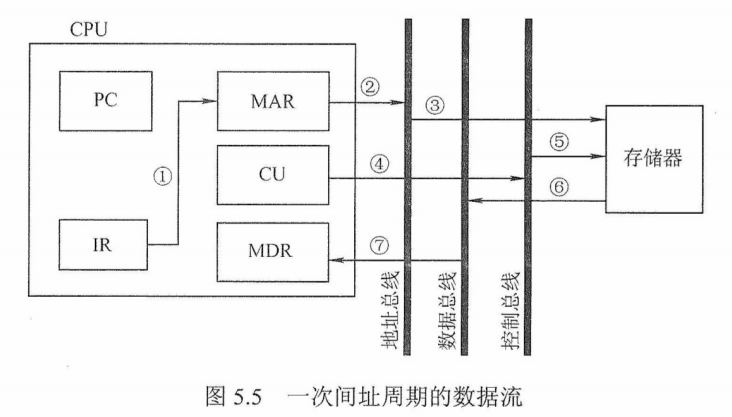 CPU
PC
MAR
②
③
①
CU
④
⑤
存储器
⑥
IR
MDR
⑦
地址总线
数据总线
控制总线
图 5.5 一次间址周期的数据流